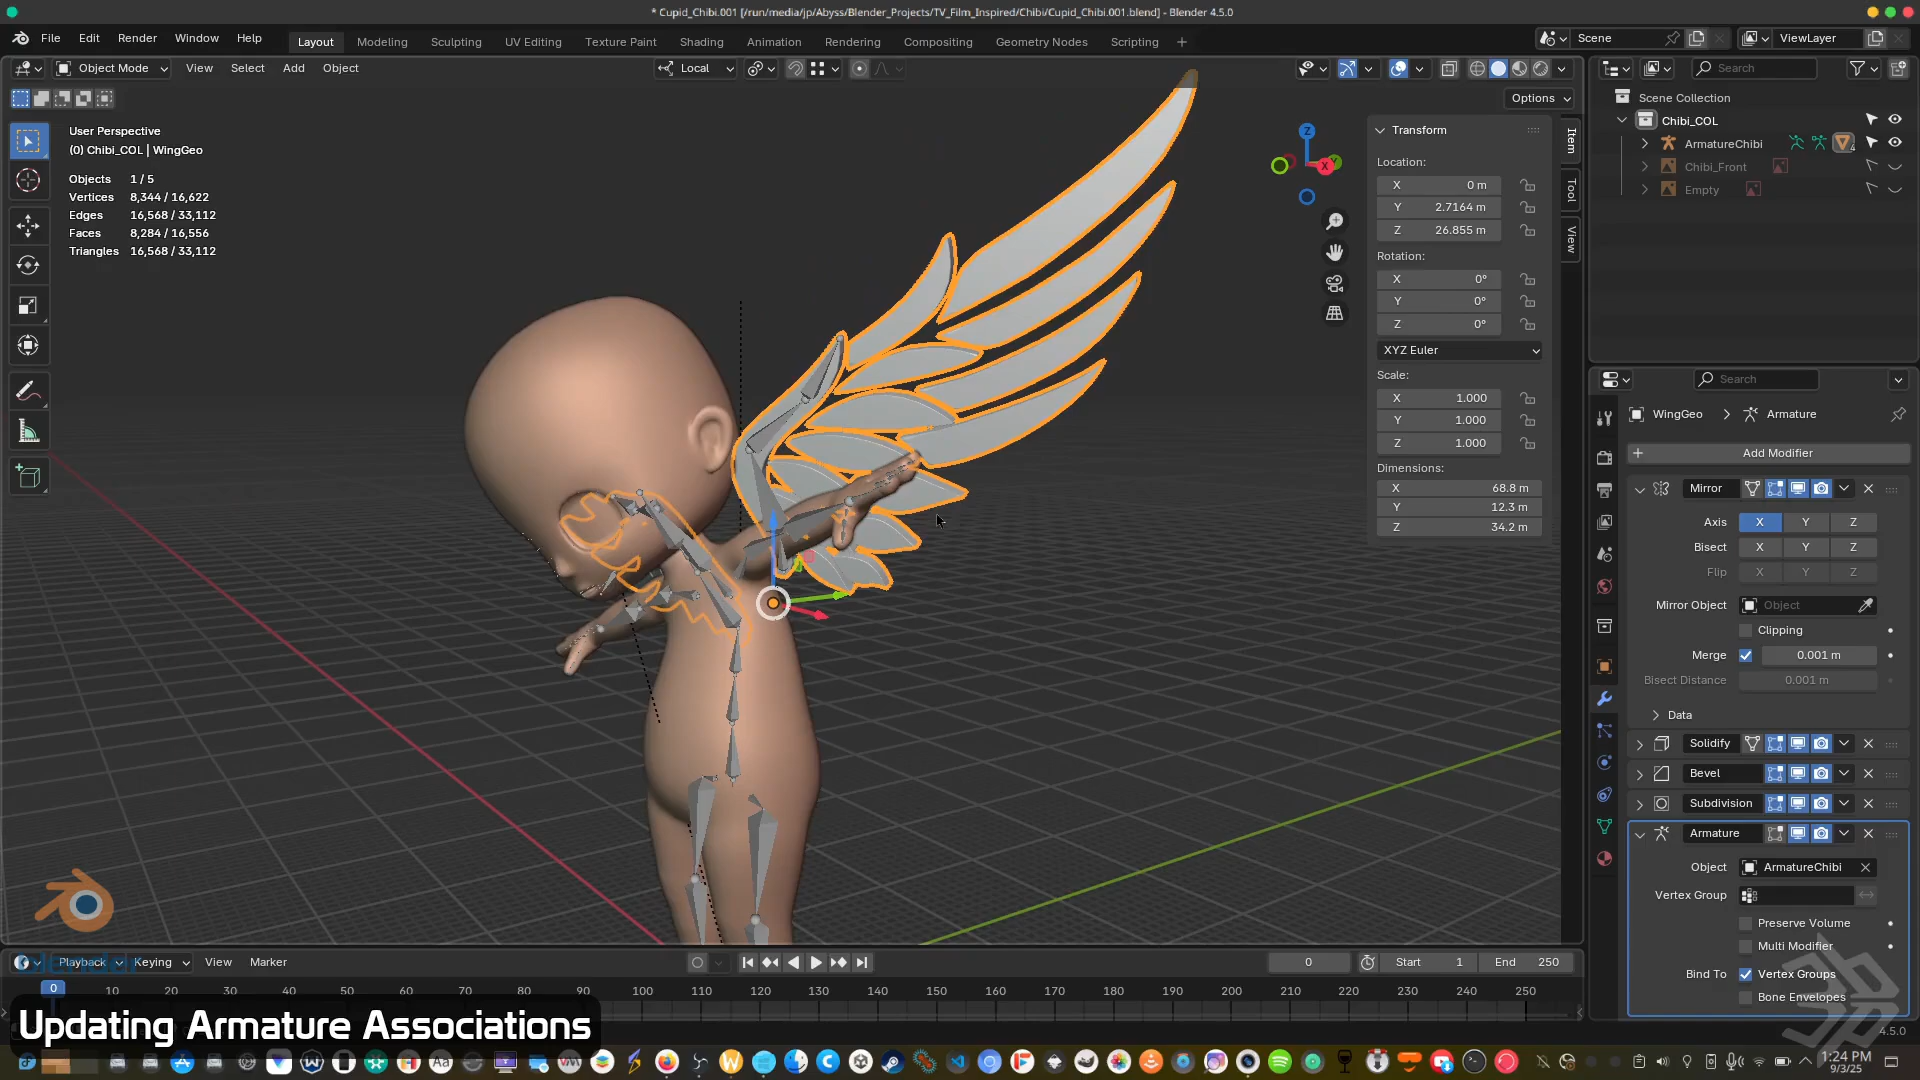 * Cupid_Chibi.001 [/run/media/jp/Abyss/Blender_Projects/TV_Film_Inspired/Chibi/Cupid_Chibi.001.blend] - Blender 4.5.0
File Edit Render Window Help
Layout Modeling Sculpting UV Editing Texture Paint Shading Animation Rendering Compositing Geometry Nodes Scripting
Scene
ViewLayer
Object Mode View Select Add Object
Local
Options
User Perspective
(0) Chibi_COL | WingGeo
Objects 1 / 5
Vertices 8,344 / 16,622
Edges 16,568 / 33,112
Faces 8,284 / 16,556
Triangles 16,568 / 33,112
Z
X
Transform
Location:
X 0 m
Y 2.7164 m
Z 26.855 m
Rotation:
X 0°
Y 0°
Z 0°
XYZ Euler
Scale:
X 1.000
Y 1.000
Z 1.000
Dimensions:
X 68.8 m
Y 12.3 m
Z 34.2 m
Item
Tool
View
Search
Scene Collection
Chibi_COL
ArmatureChibi
Chibi_Front
Empty
Search
WingGeo > Armature
Add Modifier
Mirror
Axis X Y Z
Bisect X Y Z
Flip X Y Z
Mirror Object Object
Clipping
Merge 0.001 m
Bisect Distance 0.001 m
Data
Solidify
Bevel
Subdivision
Armature
Object ArmatureChibi
Vertex Group
Preserve Volume
Multi Modifier
Bind To Vertex Groups
Bone Envelopes
Playback Keying View Marker
0
Start 1
End 250
0 10 20 30 40 50 60 70 80 90 100 110 120 130 140 150 160 170 180 190 200 210 220 230 240 250
Updating Armature Associations
4.5.0
1:24 PM
9/3/25